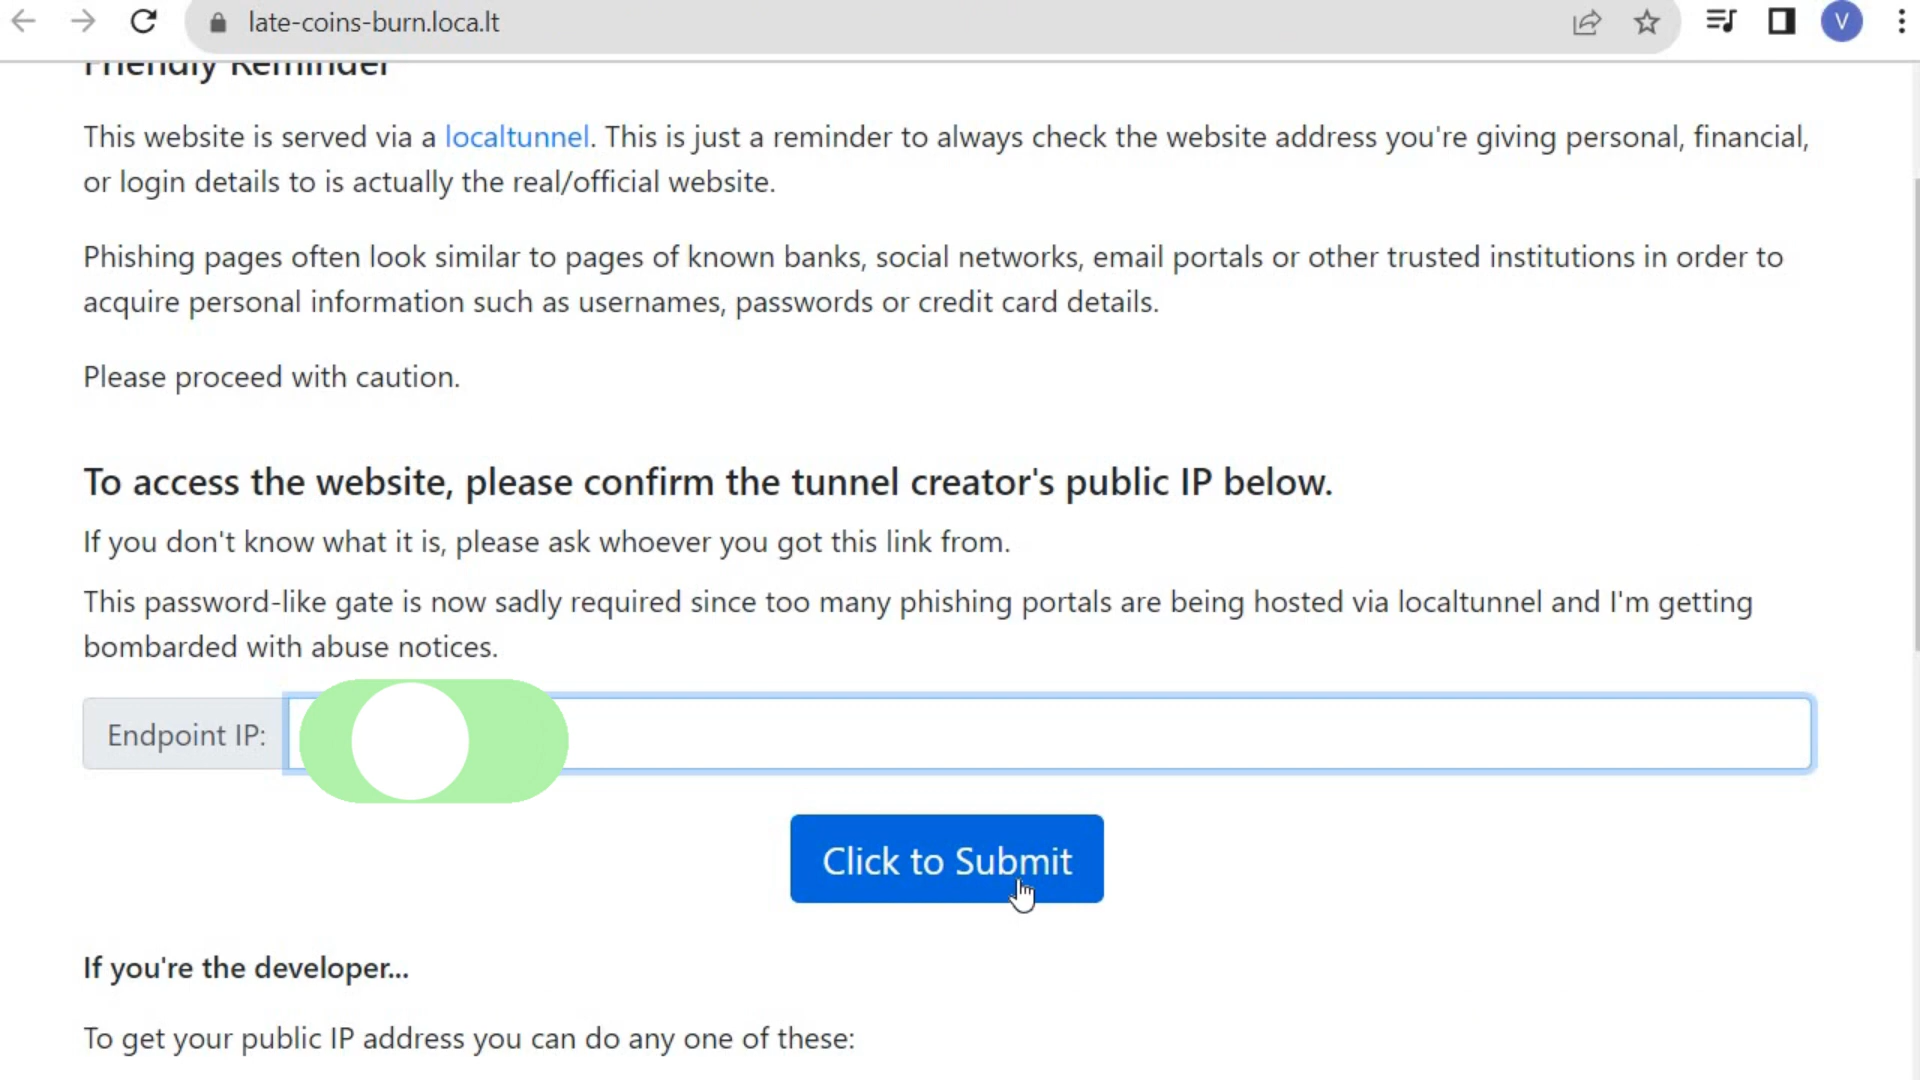 late-coins-burn.loca.lt
V
Friendly Reminder
This website is served via a localtunnel. This is just a reminder to always check the website address you're giving personal, financial,
or login details to is actually the real/official website.
Phishing pages often look similar to pages of known banks, social networks, email portals or other trusted institutions in order to
acquire personal information such as usernames, passwords or credit card details.
Please proceed with caution.
To access the website, please confirm the tunnel creator's public IP below.
If you don't know what it is, please ask whoever you got this link from.
This password-like gate is now sadly required since too many phishing portals are being hosted via localtunnel and I'm getting
bombarded with abuse notices.
Endpoint IP:
Click to Submit
If you're the developer...
To get your public IP address you can do any one of these: